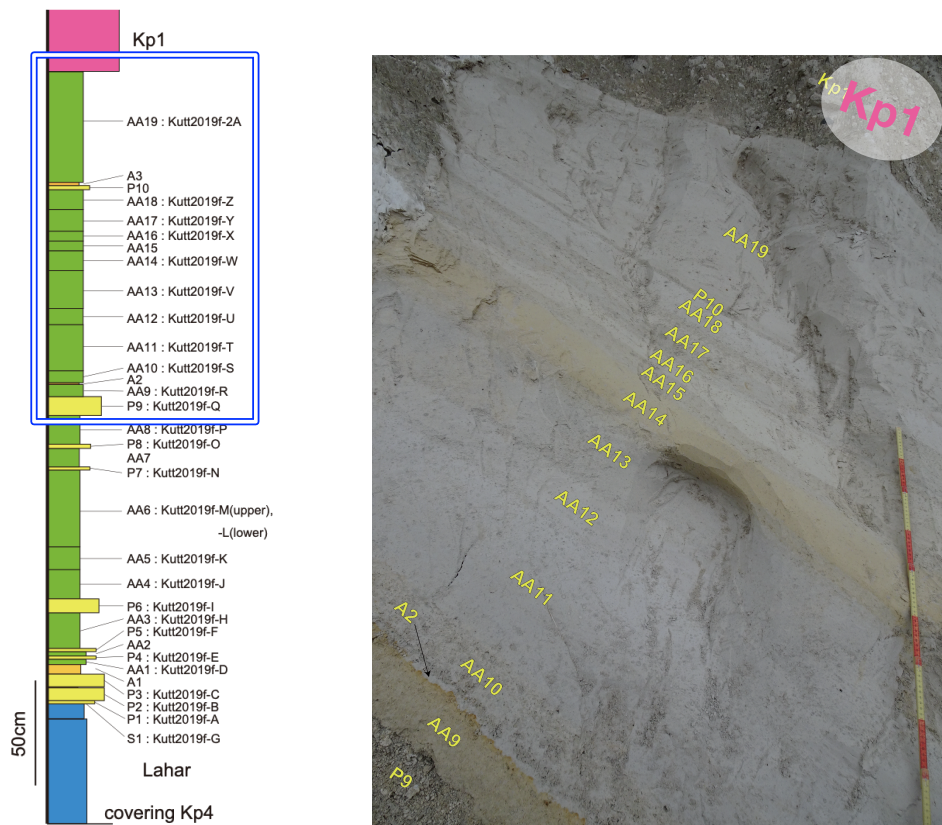 Kp1
AA19 : Kutt2019f-2A
A3
P10
AA18 : Kutt2019f-Z
AA17 : Kutt2019f-Y
AA16 : Kutt2019f-X
AA15
AA14 : Kutt2019f-W
AA13 : Kutt2019f-V
AA12 : Kutt2019f-U
AA11 : Kutt2019f-T
AA10 : Kutt2019f-S
A2
AA9 : Kutt2019f-R
P9 : Kutt2019f-Q
AA8 : Kutt2019f-P
P8 : Kutt2019f-O
AA7
P7 : Kutt2019f-N
AA6 : Kutt2019f-M(upper),
-L(lower)
AA5 : Kutt2019f-K
AA4 : Kutt2019f-J
P6 : Kutt2019f-I
AA3 : Kutt2019f-H
P5 : Kutt2019f-F
AA2
P4 : Kutt2019f-E
AA1 : Kutt2019f-D
A1
P3 : Kutt2019f-C
P2 : Kutt2019f-B
P1 : Kutt2019f-A
S1 : Kutt2019f-G
50cm
Lahar
covering Kp4
Kp1
Kp1
AA19
P10
AA18
AA17
AA16
AA15
AA14
AA13
AA12
AA11
A2
AA10
AA9
P9